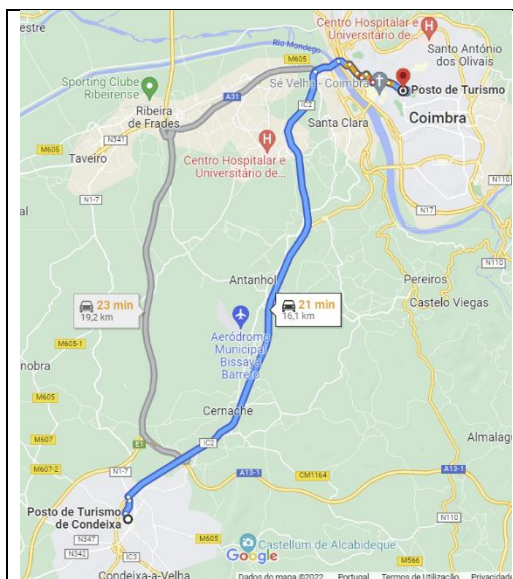 estre
Centro Hospitalar e
Universitário de...
Santo António
dos Olivais
Rio Mondego
M605
Sporting Clube
Ribeirense
A31
Sé Velha - Coimbra
Posto de Turismo
Ribeira
de Frades
IC2
Santa Clara
Coimbra
N341
M605
Taveiro
Centro Hospitalar e
Universitário de...
N1-7
N110
al
N17
N110
Pereiros
Antanhol
Castelo Viegas
23 min
19,2 km
21 min
16,1 km
Aeródromo
Municipal
Bissaya
Barreto
M605-1
nobra
M605
Cernache
Almalagu
M607
E1
IC2
M607-2
N1-7
A13-1
CM1164
A13-1
Posto de Turismo
de Condeixa
N110
N347
M605
Castellum de Alcabideque
N342
IC3
Google
M566
Condeixa-a-Velha
Dados do mapa ©2022
Portugal
Termos de Utilização
Privacidade